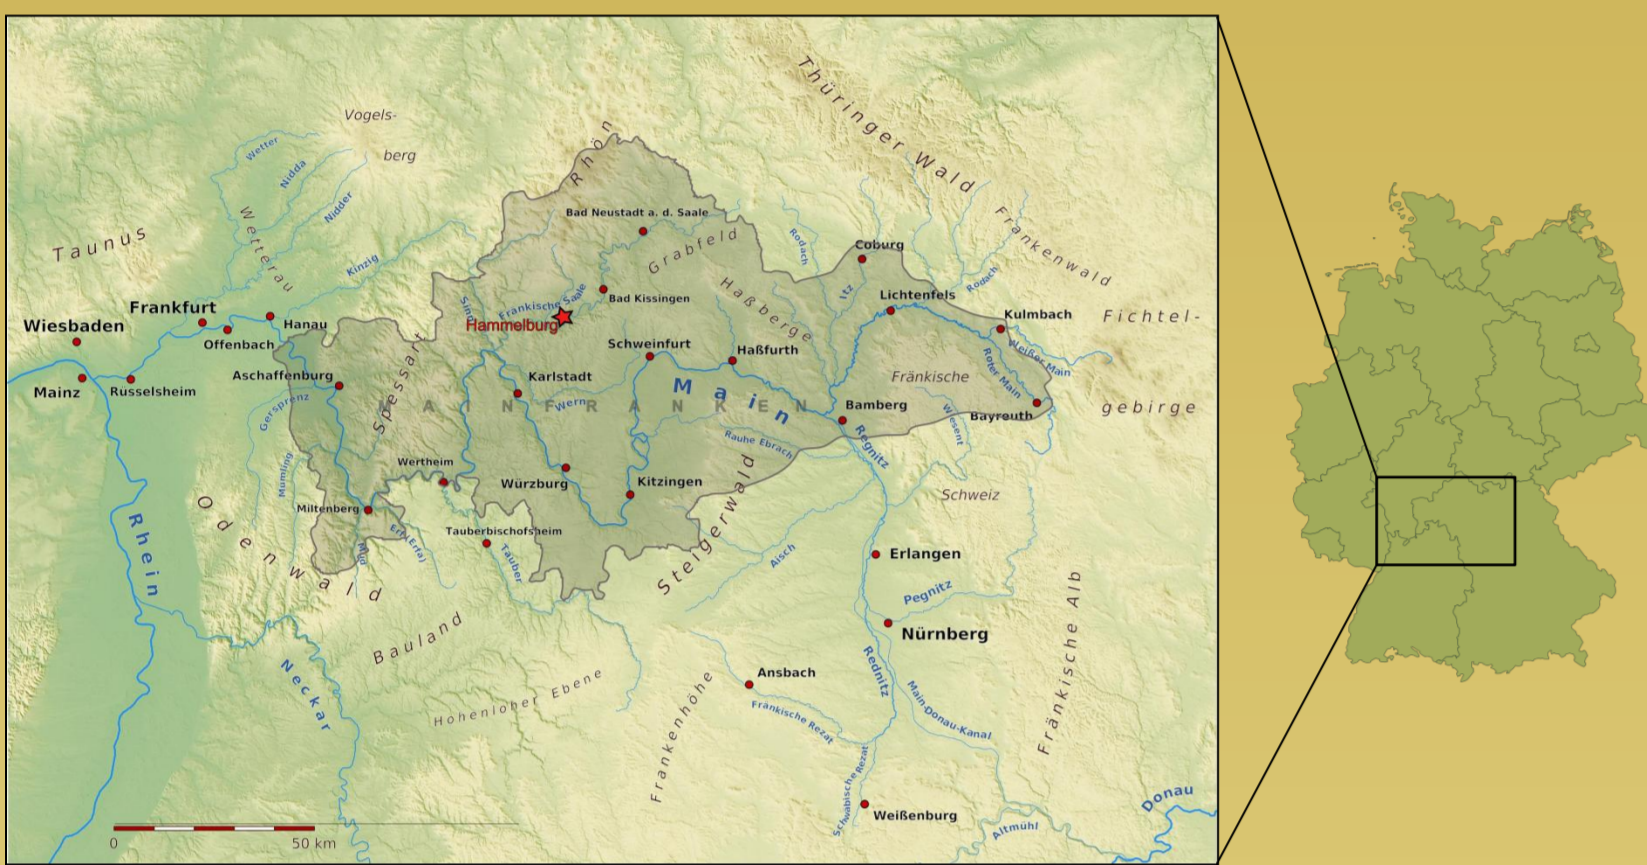 Vogels-
berg
Thüringer Wald
Rhön
Wetter
Nidda
Nidder
Wetterau
Taunus
Kinzig
Bad Neustadt a. d. Saale
Grabfeld
Rodach
Coburg
Frankenwald
Rodach
Itz
Haßberge
Fränkische Saale
Bad Kissingen
Sinn
Hammelburg
Lichtenfels
Kulmbach
Fichtel-
gebirge
Weißer Main
Roter Main
Frankfurt
Wiesbaden
Hanau
Offenbach
Mainz
Rüsselsheim
Aschaffenburg
Spessart
Gersprenz
Karlstadt
Schweinfurt
Haßfurth
Main
MAINFRANKEN
Wern
Fränkische
Schweiz
Bamberg
Bayreuth
Wiesent
Regnitz
Rauhe Ebrach
Mümling
Wertheim
Würzburg
Kitzingen
Miltenberg
Tauberbischofsheim
Mud
Erf (Erfa)
Tauber
Steigerwald
Odenwald
Rhein
Aisch
Erlangen
Pegnitz
Nürnberg
Fränkische Alb
Bauland
Neckar
Hohenloher Ebene
Frankenhöhe
Ansbach
Fränkische Rezat
Rednitz
Main-Donau-Kanal
Schwäbische Rezat
Weißenburg
Altmühl
Donau
0 50 km